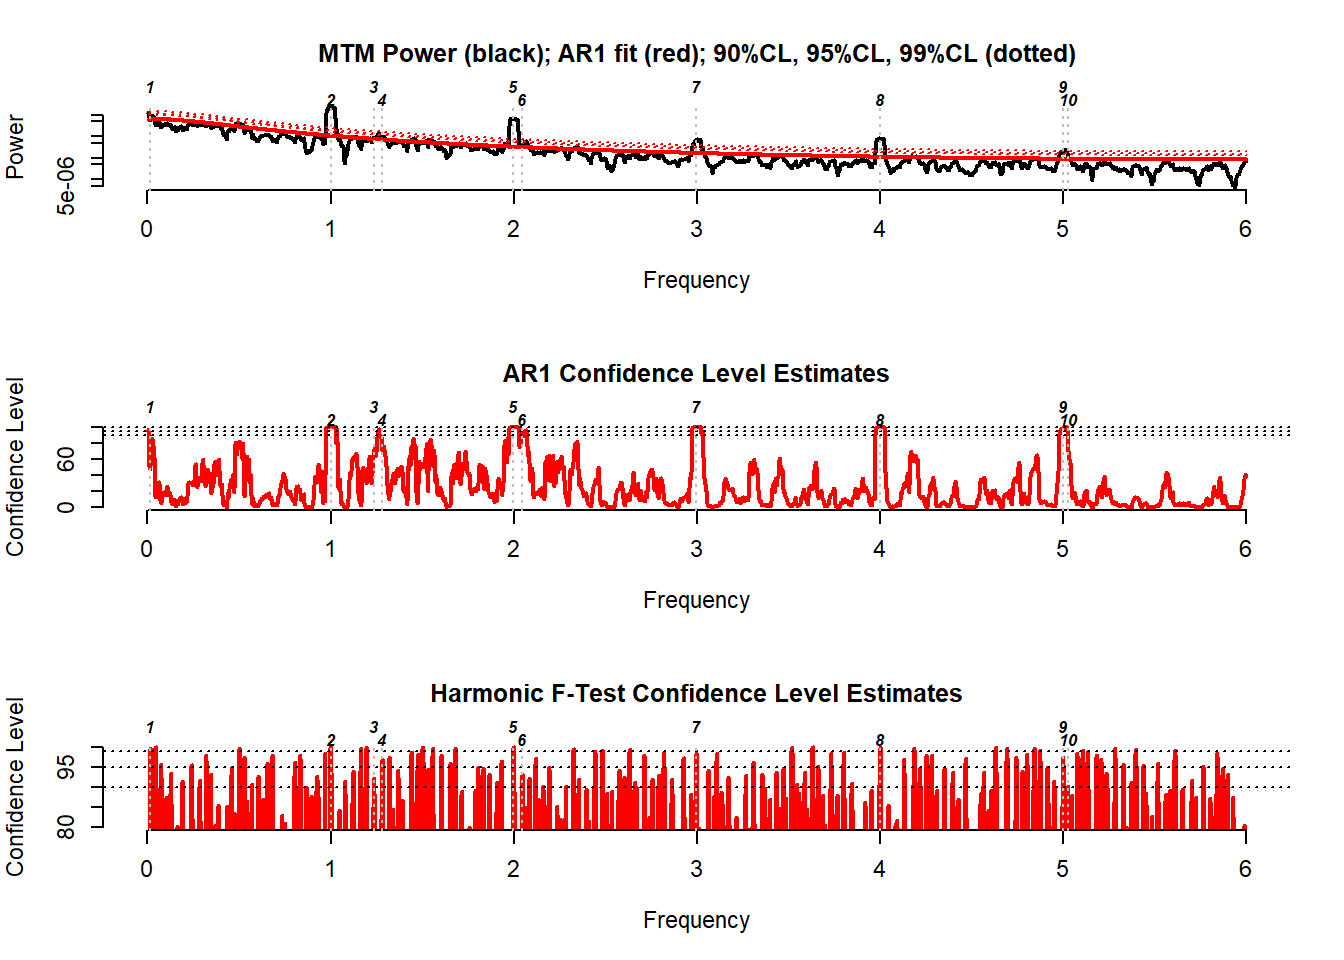 MTM Power (black); AR1 fit (red); 90%CL, 95%CL, 99%CL (dotted)
1 3 5 7 9
2 4 6 8 10
Power
5e-06
0 1 2 3 4 5 6
Frequency
AR1 Confidence Level Estimates
1 3 5 7 9
2 4 6 8 10
Confidence Level
60
0
0 1 2 3 4 5 6
Frequency
Harmonic F-Test Confidence Level Estimates
1 3 5 7 9
2 4 6 8 10
Confidence Level
95
80
0 1 2 3 4 5 6
Frequency